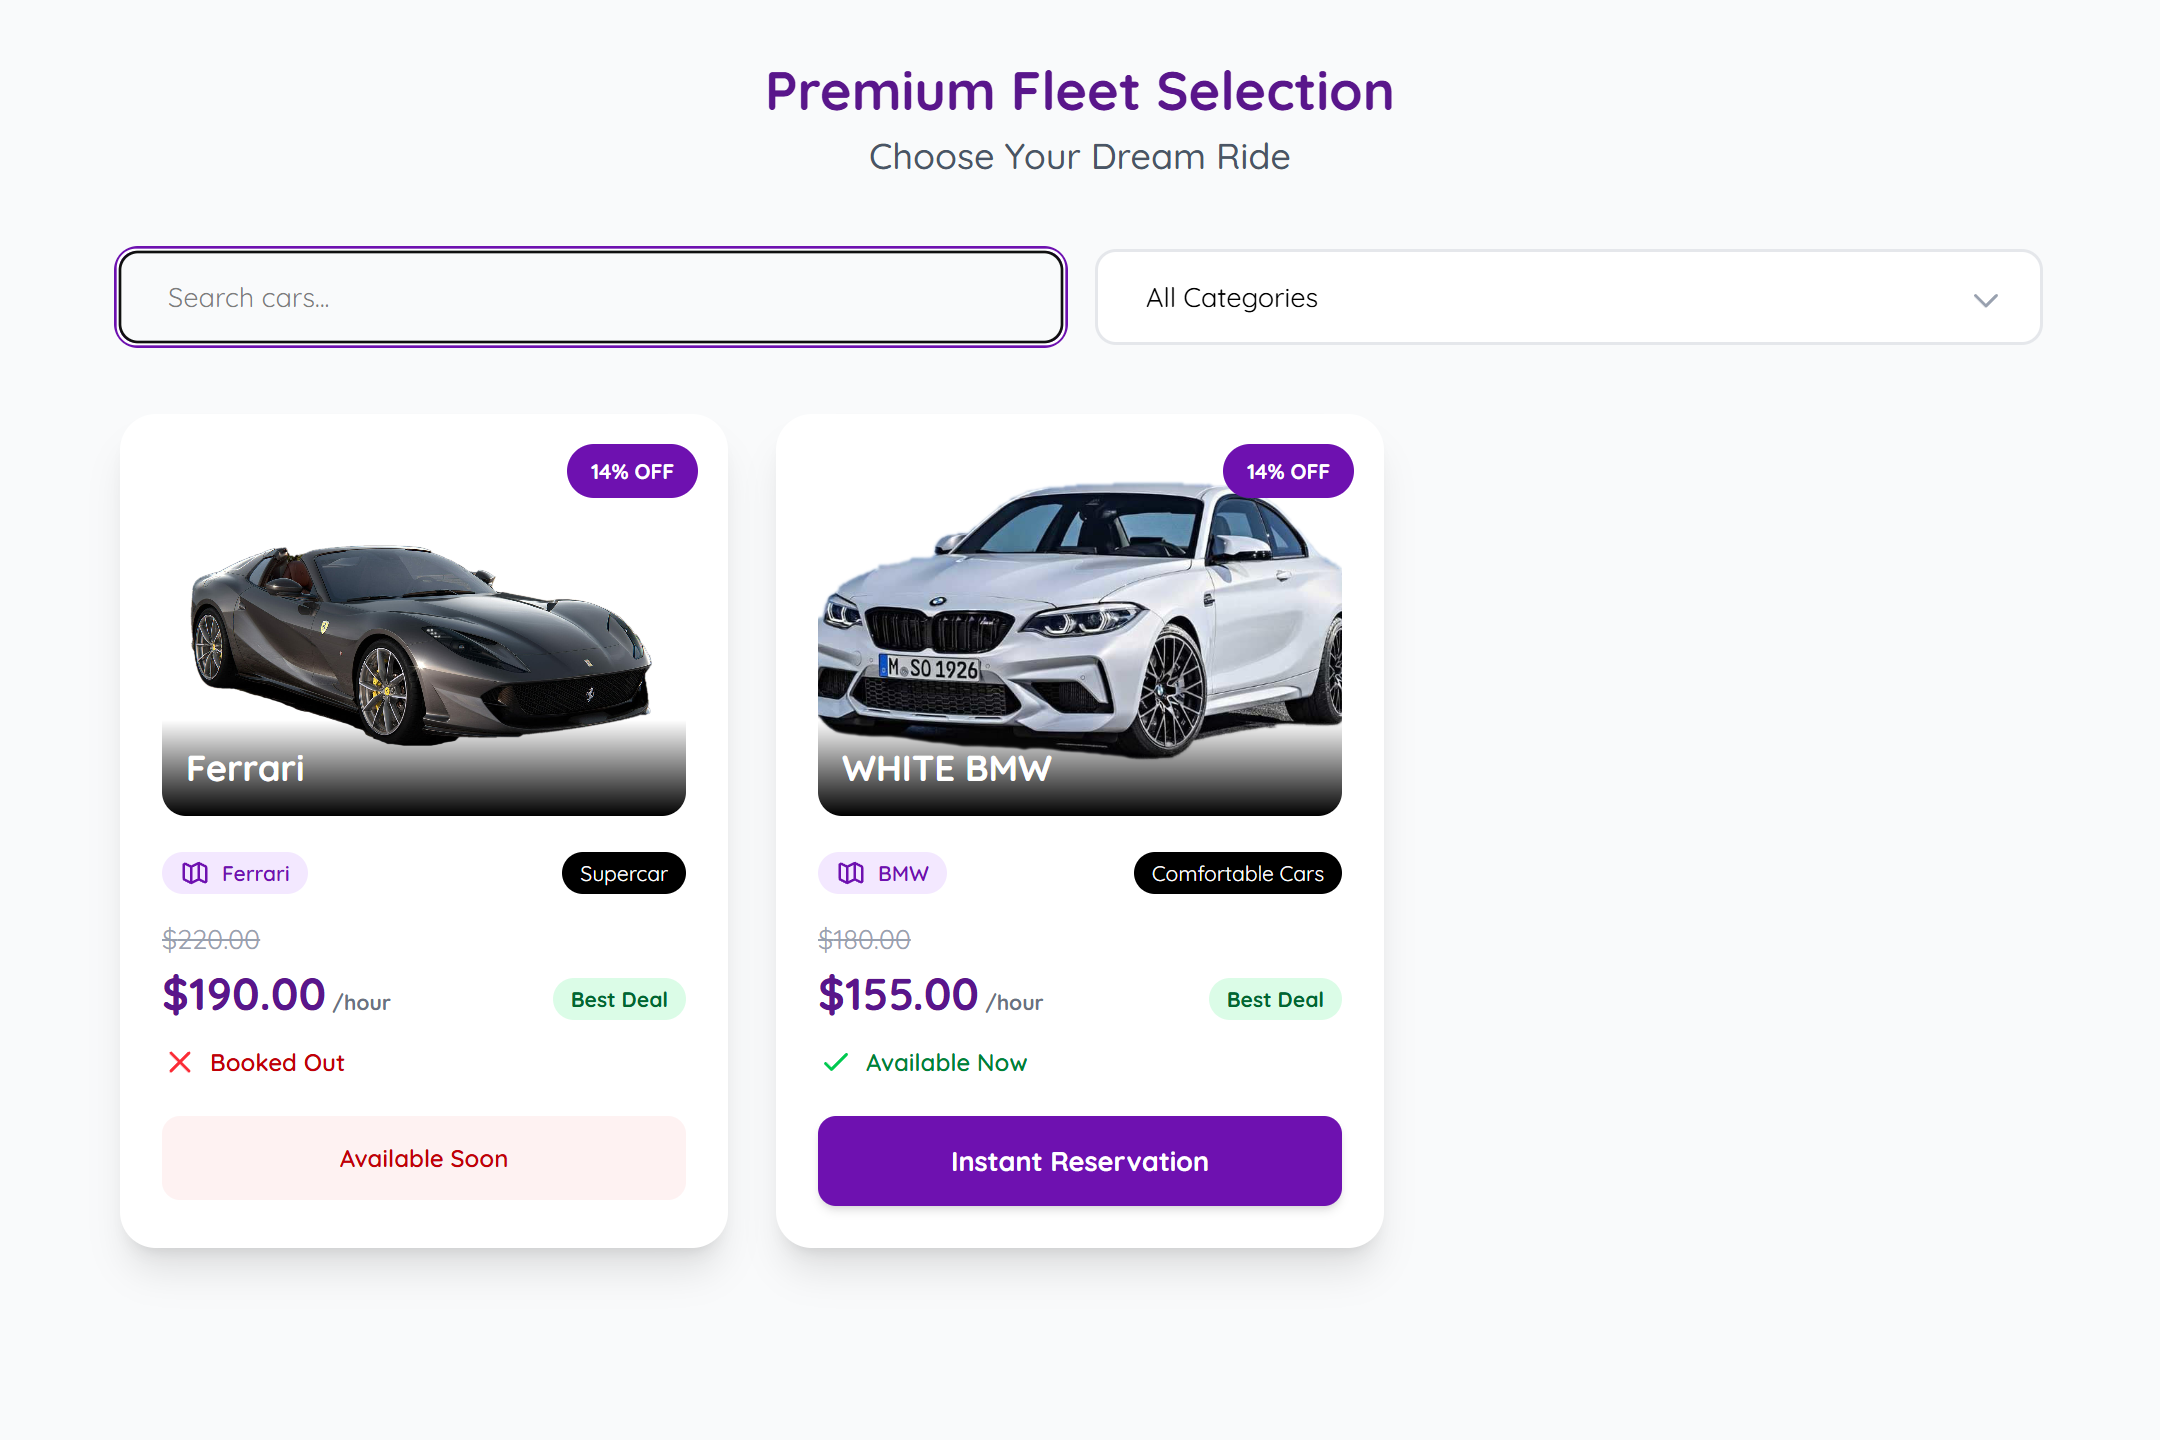 Premium Fleet Selection
Choose Your Dream Ride
Search cars...
All Categories
14% OFF
Ferrari
Ferrari
Supercar
$220.00
$190.00 /hour
Best Deal
Booked Out
Available Soon
14% OFF
M SO 1926
WHITE BMW
BMW
Comfortable Cars
$180.00
$155.00 /hour
Best Deal
Available Now
Instant Reservation